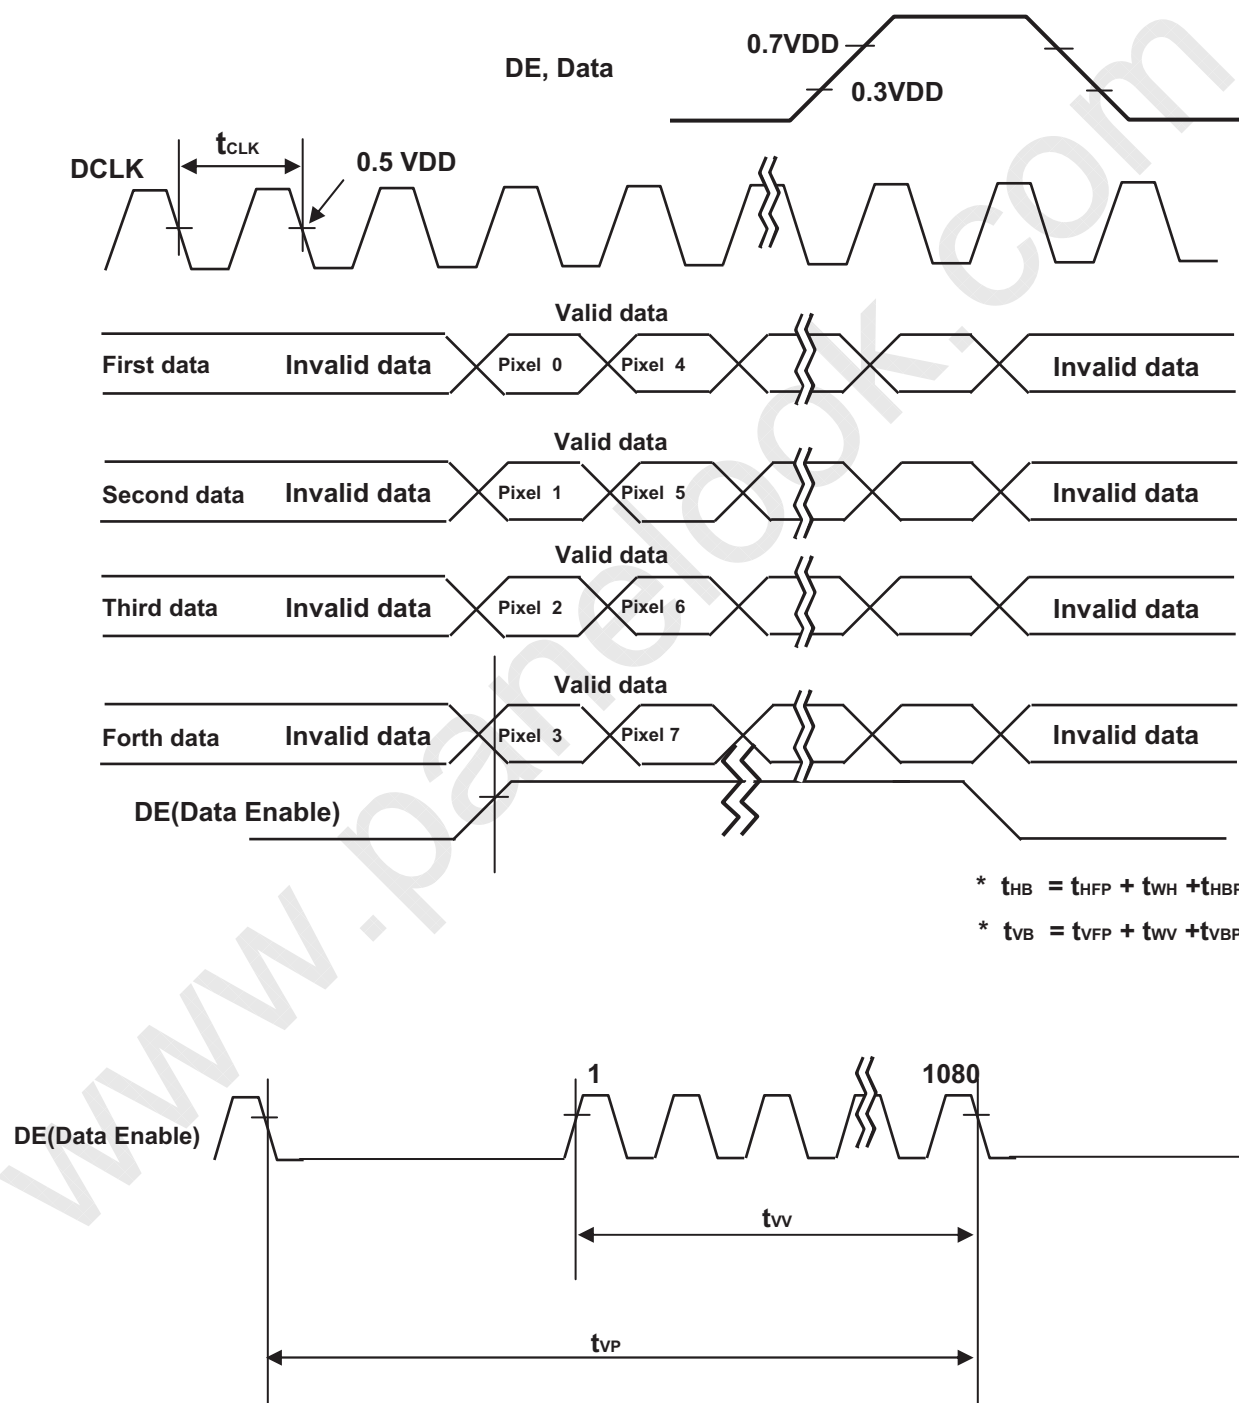 0.7VDD
DE, Data
0.3VDD
tCLK
DCLK
0.5 VDD
Valid data
First data Invalid data Pixel 0 Pixel 4 Invalid data
Valid data
Second data Invalid data Pixel 1 Pixel 5 Invalid data
Valid data
Third data Invalid data Pixel 2 Pixel 6 Invalid data
Valid data
Forth data Invalid data Pixel 3 Pixel 7 Invalid data
DE(Data Enable)
* tHB = tHFP + tWH +tHBP
* tVB = tVFP + tWV +tVBP
1 1080
DE(Data Enable)
tVV
tVP
www.panelook.com